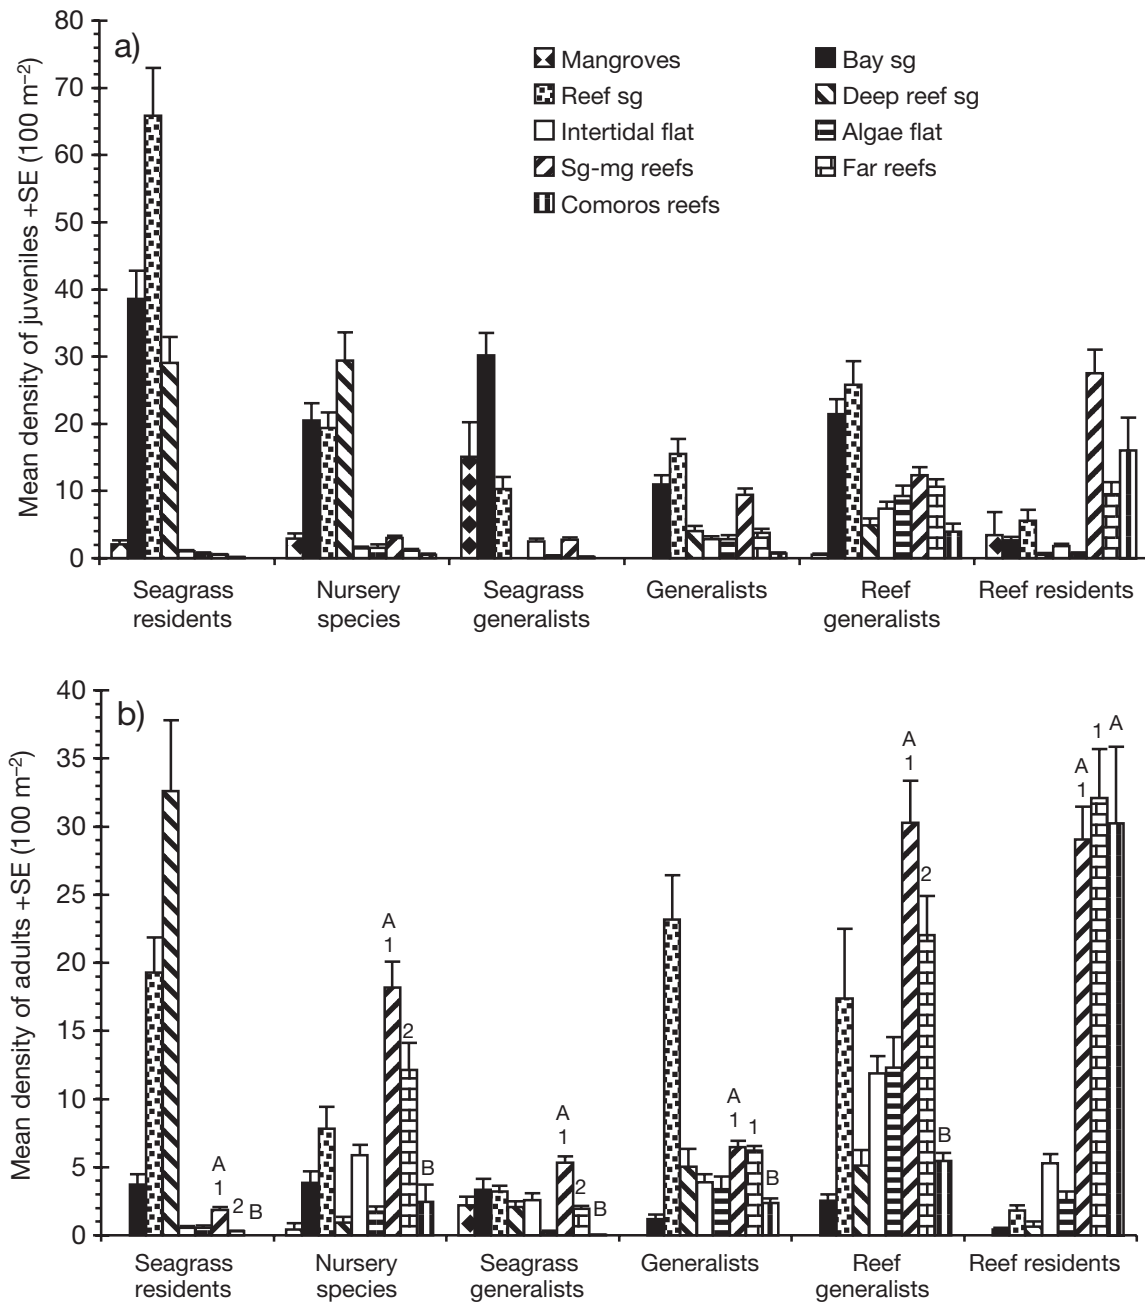 80
70
60
50
40
30
20
10
0
Mean density of juveniles +SE (100 m⁻²)
a)
Mangroves
Bay sg
Reef sg
Deep reef sg
Intertidal flat
Algae flat
Sg-mg reefs
Far reefs
Comoros reefs
Seagrass residents
Nursery species
Seagrass generalists
Generalists
Reef generalists
Reef residents
40
35
30
25
20
15
10
5
0
Mean density of adults +SE (100 m⁻²)
b)
A
1
2
B
A
1
2
B
A
1
2
B
A
1
1
B
A
1
2
B
A
1
1
A
Seagrass residents
Nursery species
Seagrass generalists
Generalists
Reef generalists
Reef residents